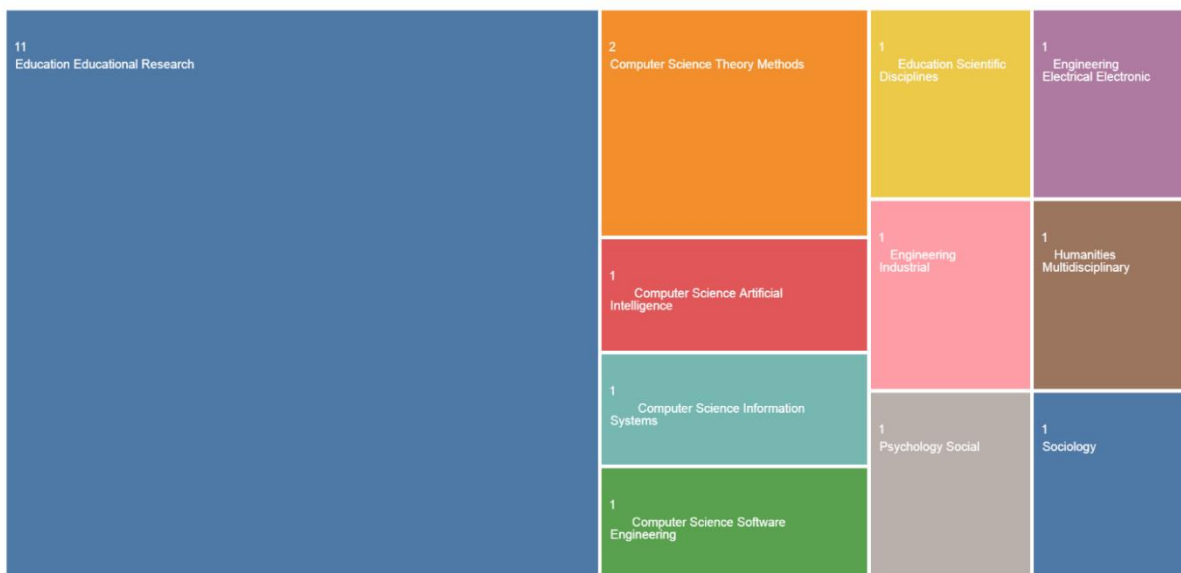 11
Education Educational Research
2
Computer Science Theory Methods
1
Computer Science Artificial
Intelligence
1
Computer Science Information
Systems
1
Computer Science Software
Engineering
1
Education Scientific
Disciplines
1
Engineering
Industrial
1
Psychology Social
1
Engineering
Electrical Electronic
1
Humanities
Multidisciplinary
1
Sociology